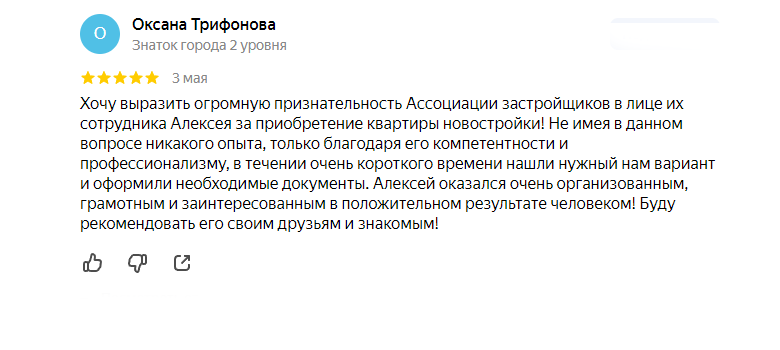 О
Оксана Трифонова
Знаток города 2 уровня
3 мая
Хочу выразить огромную признательность Ассоциации застройщиков в лице их
сотрудника Алексея за приобретение квартиры новостройки! Не имея в данном
вопросе никакого опыта, только благодаря его компетентности и
профессионализму, в течении очень короткого времени нашли нужный нам вариант
и оформили необходимые документы. Алексей оказался очень организованным,
грамотным и заинтересованным в положительном результате человеком! Буду
рекомендовать его своим друзьям и знакомым!